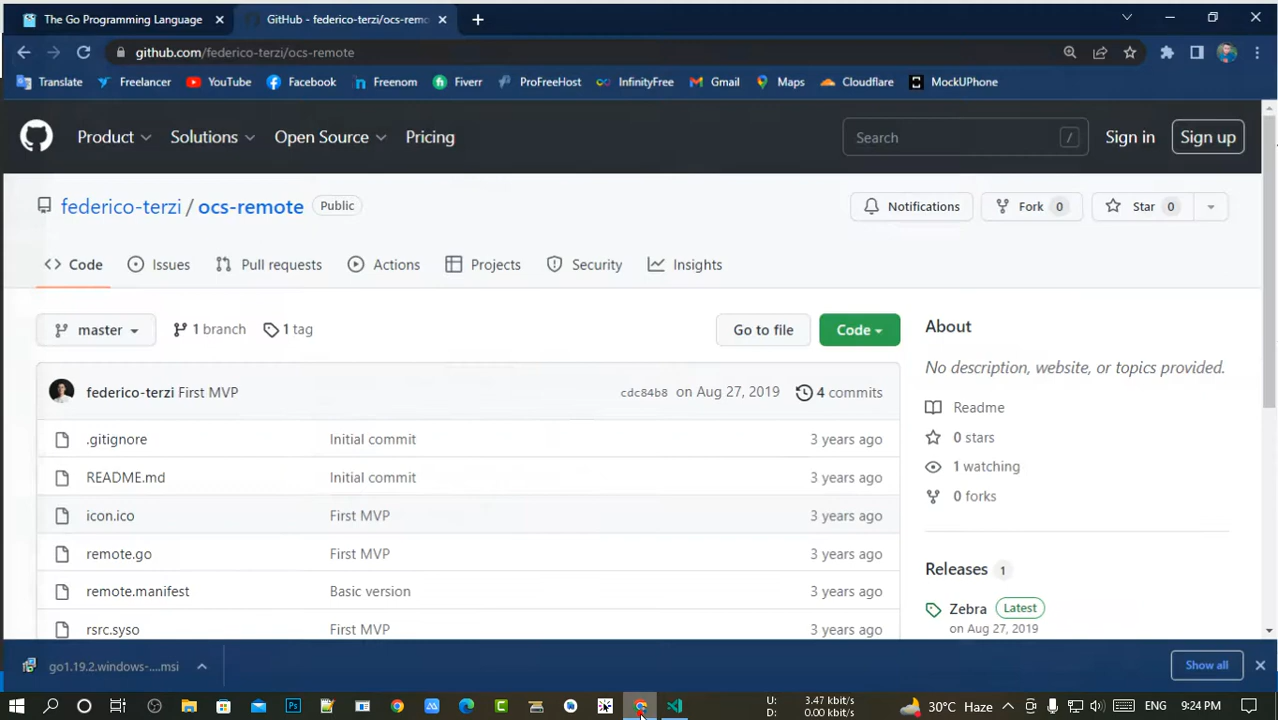 The Go Programming Language
GitHub - federico-terzi/ocs-remo
github.com/federico-terzi/ocs-remote
Translate
Freelancer
YouTube
Facebook
Freenom
Fiverr
ProFreeHost
InfinityFree
Gmail
Maps
Cloudflare
MockUPhone
Product
Solutions
Open Source
Pricing
Search
/
Sign in
Sign up
federico-terzi / ocs-remote
Public
Notifications
Fork 0
Star 0
Code
Issues
Pull requests
Actions
Projects
Security
Insights
master
1 branch
1 tag
Go to file
Code
federico-terzi First MVP
cdc84b8 on Aug 27, 2019
4 commits
.gitignore Initial commit 3 years ago
README.md Initial commit 3 years ago
icon.ico First MVP 3 years ago
remote.go First MVP 3 years ago
remote.manifest Basic version 3 years ago
rsrc.syso First MVP 3 years ago
About
No description, website, or topics provided.
Readme
0 stars
1 watching
0 forks
Releases 1
Zebra Latest
on Aug 27, 2019
go1.19.2.windows-....msi
Show all
U: 3.47 kbit/s
D: 0.00 kbit/s
30°C Haze
ENG
9:24 PM